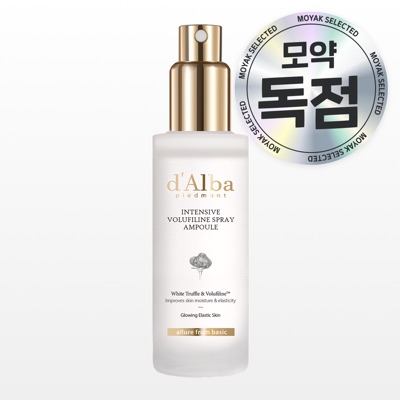 MOYAK SELECTED
모약
독점
MOYAK SELECTED
MOYAK SELECTED
MOYAK SELECTED
d'Alba
piedmont
INTENSIVE
VOLUFILINE SPRAY
AMPOULE
White Truffle & Volufiline™
Improves skin moisture & elasticity
Glowing Elastic Skin
allure from basic